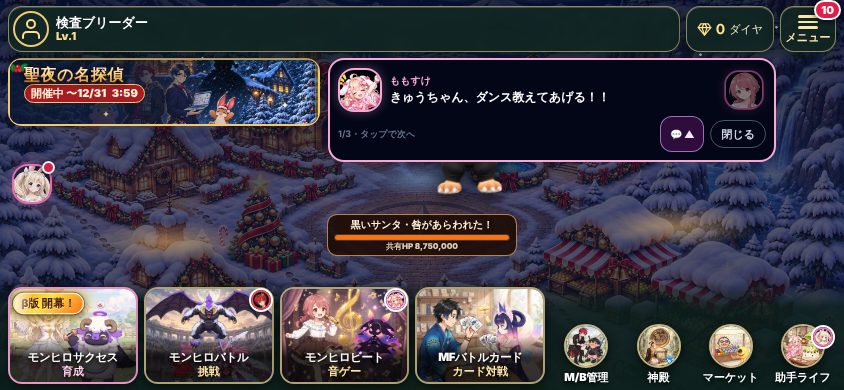 検査ブリーダー
Lv.1
0 ダイヤ
10
メニュー
聖夜の名探偵
開催中 〜12/31 3:59
ももすけ
きゅうちゃん、ダンス教えてあげる！！
1/3・タップで次へ
▲
閉じる
黒いサンタ・咎があらわれた！
共有HP 8,750,000
β版 開幕！
モンヒロサクセス
育成
モンヒロバトル
挑戦
モンヒロビート
音ゲー
MFバトルカード
カード対戦
M/B管理
神殿
マーケット
助手ライフ